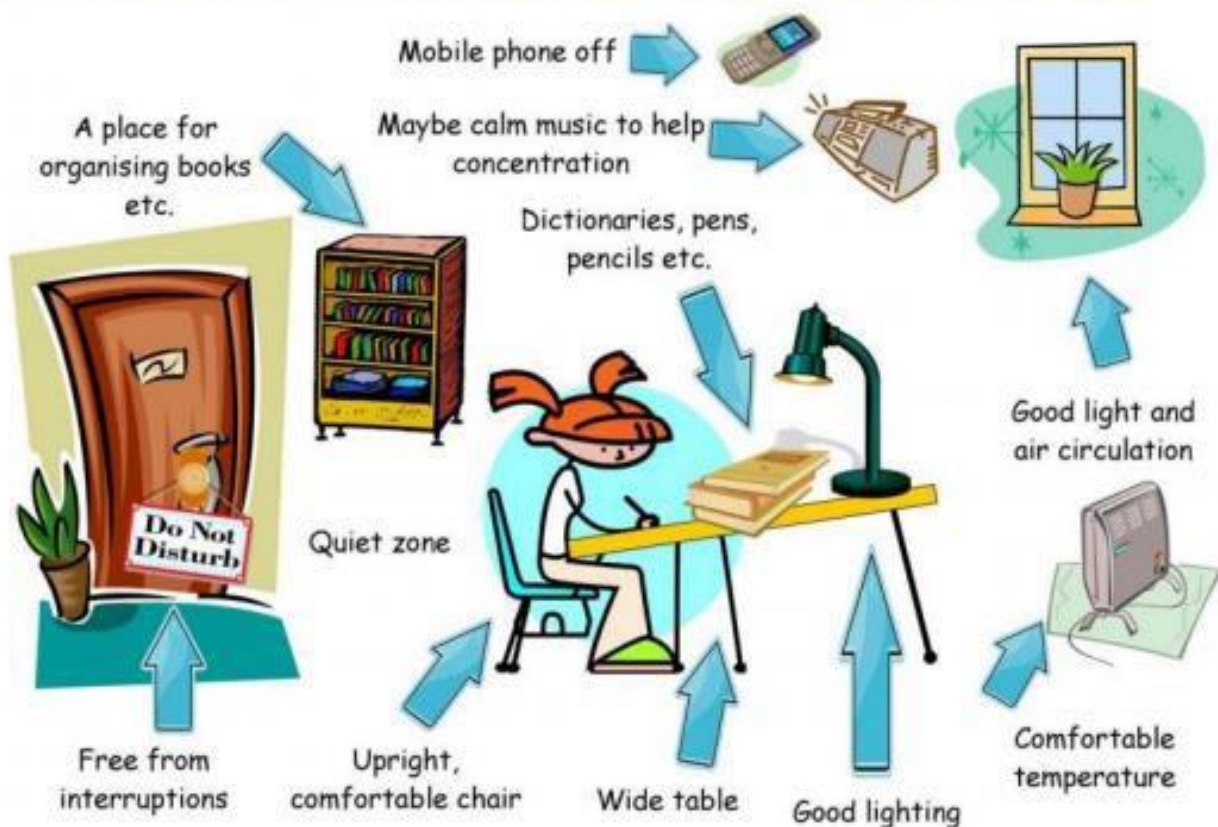 Mobile phone off
Maybe calm music to help
concentration
A place for
organising books
etc.
Dictionaries, pens,
pencils etc.
Good light and
air circulation
Do Not
Disturb
Quiet zone
Free from
interruptions
Upright,
comfortable chair
Wide table
Good lighting
Comfortable
temperature